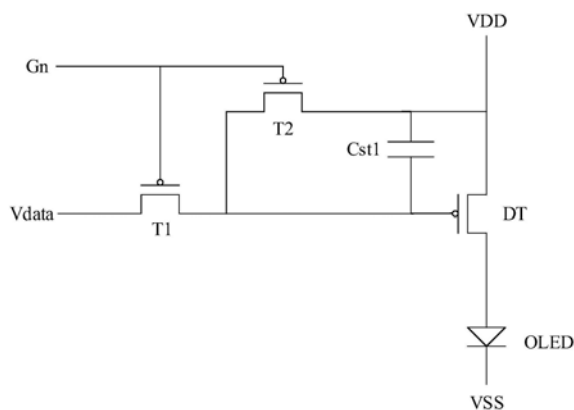 VDD
Gn
T2
Cst1
Vdata
T1
DT
OLED
VSS